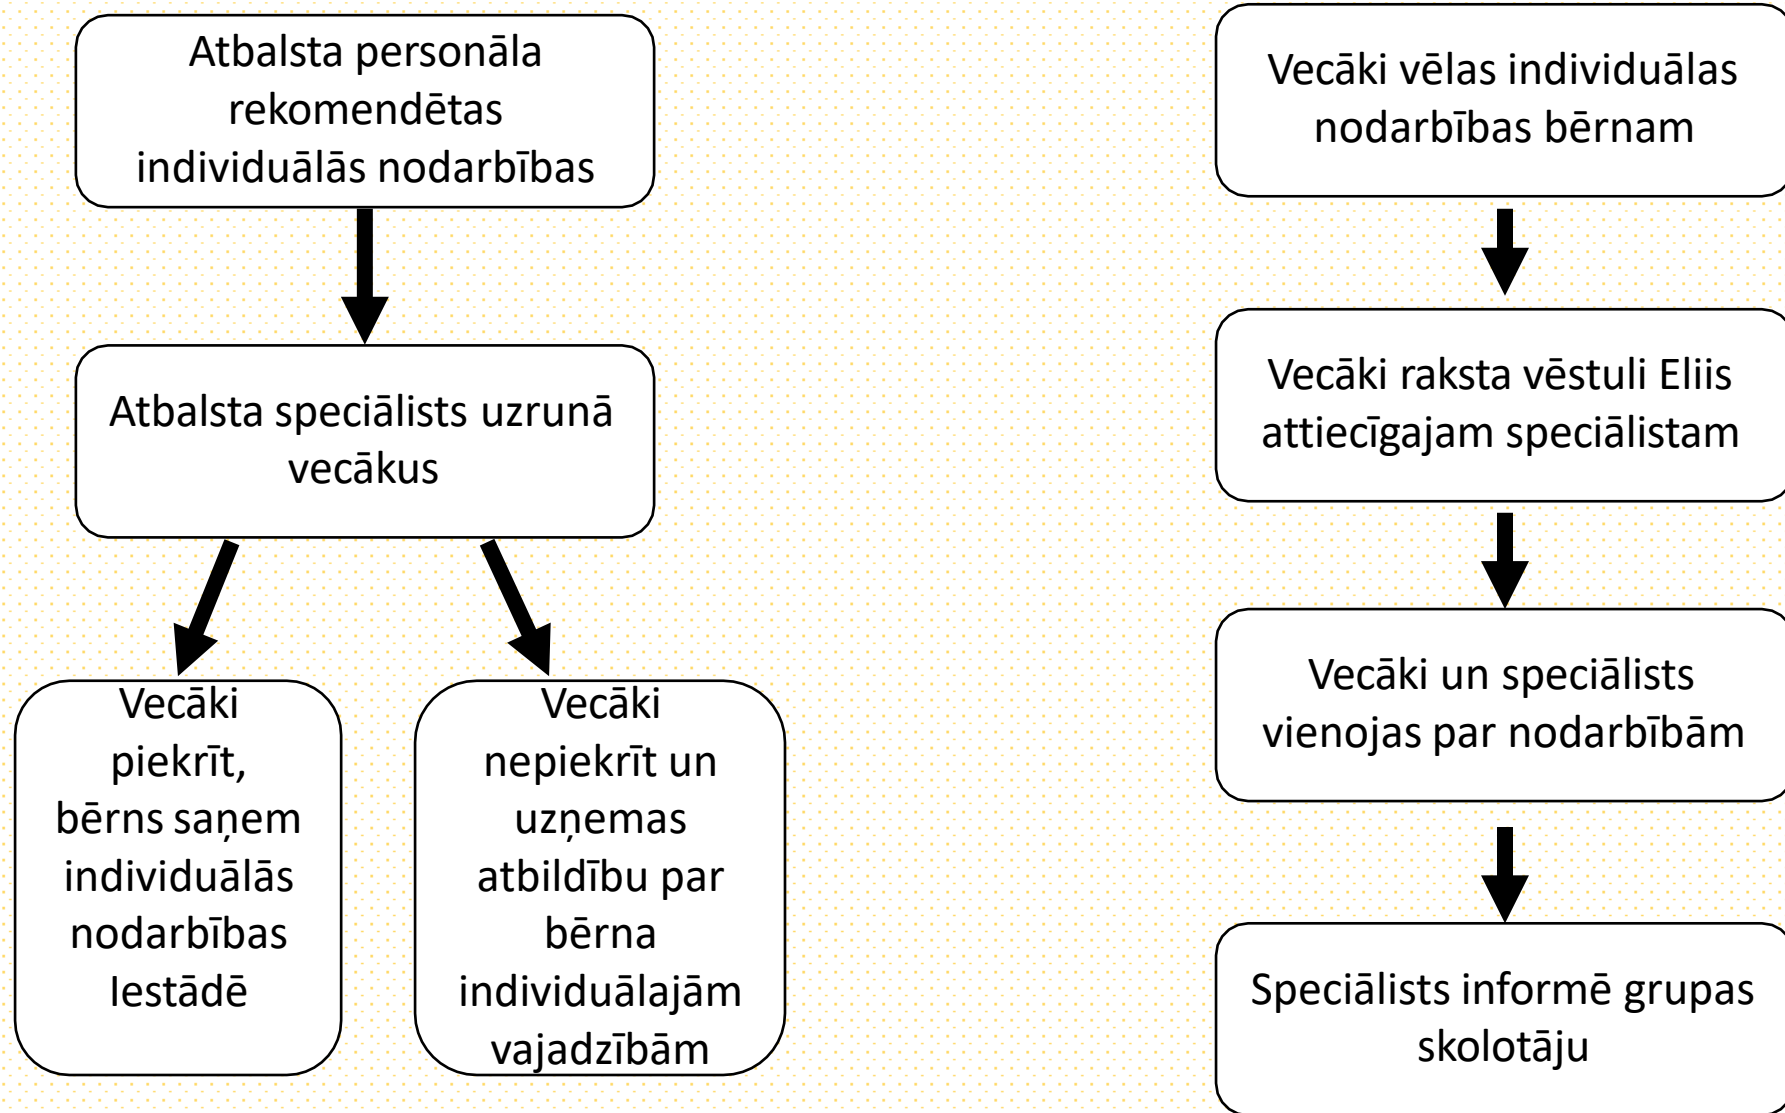 Atbalsta personāla
rekomendētas
individuālās nodarbības
Atbalsta speciālists uzrunā
vecākus
Vecāki
piekrīt,
bērns saņem
individuālās
nodarbības
Iestādē
Vecāki
nepiekrīt un
uzņemas
atbildību par
bērna
individuālajām
vajadzībām
Vecāki vēlas individuālas
nodarbības bērnam
Vecāki raksta vēstuli Eliis
attiecīgajam speciālistam
Vecāki un speciālists
vienojas par nodarbībām
Speciālists informē grupas
skolotāju